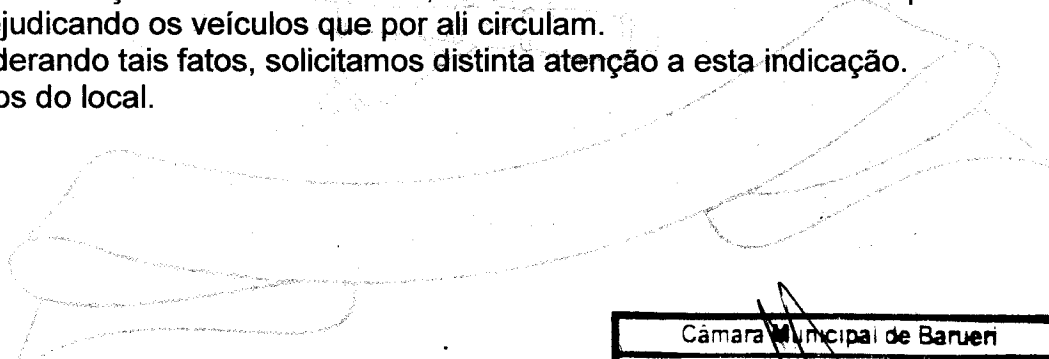 judicando os veículos que por ali circulam.
derando tais fatos, solicitamos distinta atenção a esta indicação.
os do local.
Câmara Municipal de Barueri